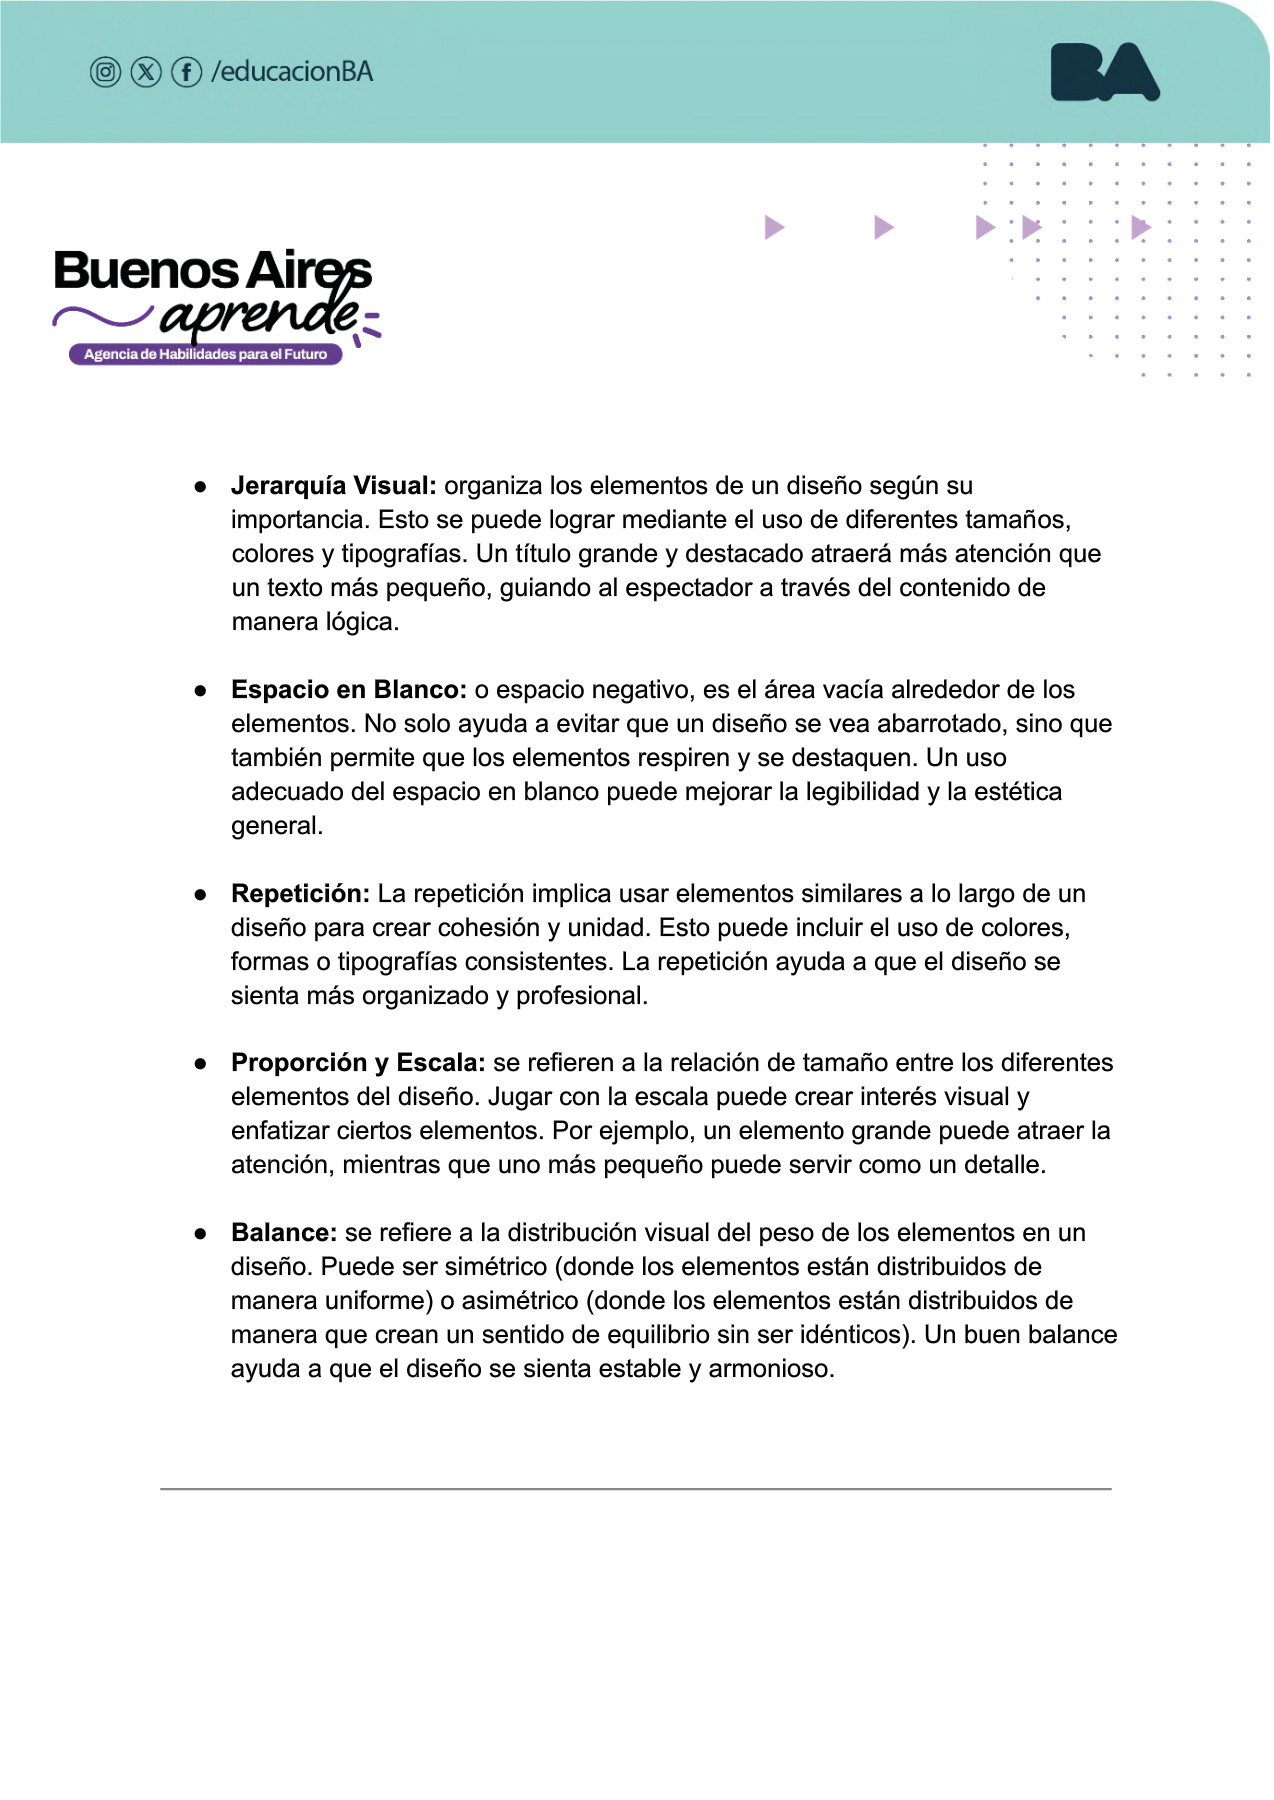 /educacionBA
BA
Buenos Aires
aprende
Agencia de Habilidades para el Futuro
● Jerarquía Visual: organiza los elementos de un diseño según su
importancia. Esto se puede lograr mediante el uso de diferentes tamaños,
colores y tipografías. Un título grande y destacado atraerá más atención que
un texto más pequeño, guiando al espectador a través del contenido de
manera lógica.
● Espacio en Blanco: o espacio negativo, es el área vacía alrededor de los
elementos. No solo ayuda a evitar que un diseño se vea abarrotado, sino que
también permite que los elementos respiren y se destaquen. Un uso
adecuado del espacio en blanco puede mejorar la legibilidad y la estética
general.
● Repetición: La repetición implica usar elementos similares a lo largo de un
diseño para crear cohesión y unidad. Esto puede incluir el uso de colores,
formas o tipografías consistentes. La repetición ayuda a que el diseño se
sienta más organizado y profesional.
● Proporción y Escala: se refieren a la relación de tamaño entre los diferentes
elementos del diseño. Jugar con la escala puede crear interés visual y
enfatizar ciertos elementos. Por ejemplo, un elemento grande puede atraer la
atención, mientras que uno más pequeño puede servir como un detalle.
● Balance: se refiere a la distribución visual del peso de los elementos en un
diseño. Puede ser simétrico (donde los elementos están distribuidos de
manera uniforme) o asimétrico (donde los elementos están distribuidos de
manera que crean un sentido de equilibrio sin ser idénticos). Un buen balance
ayuda a que el diseño se sienta estable y armonioso.